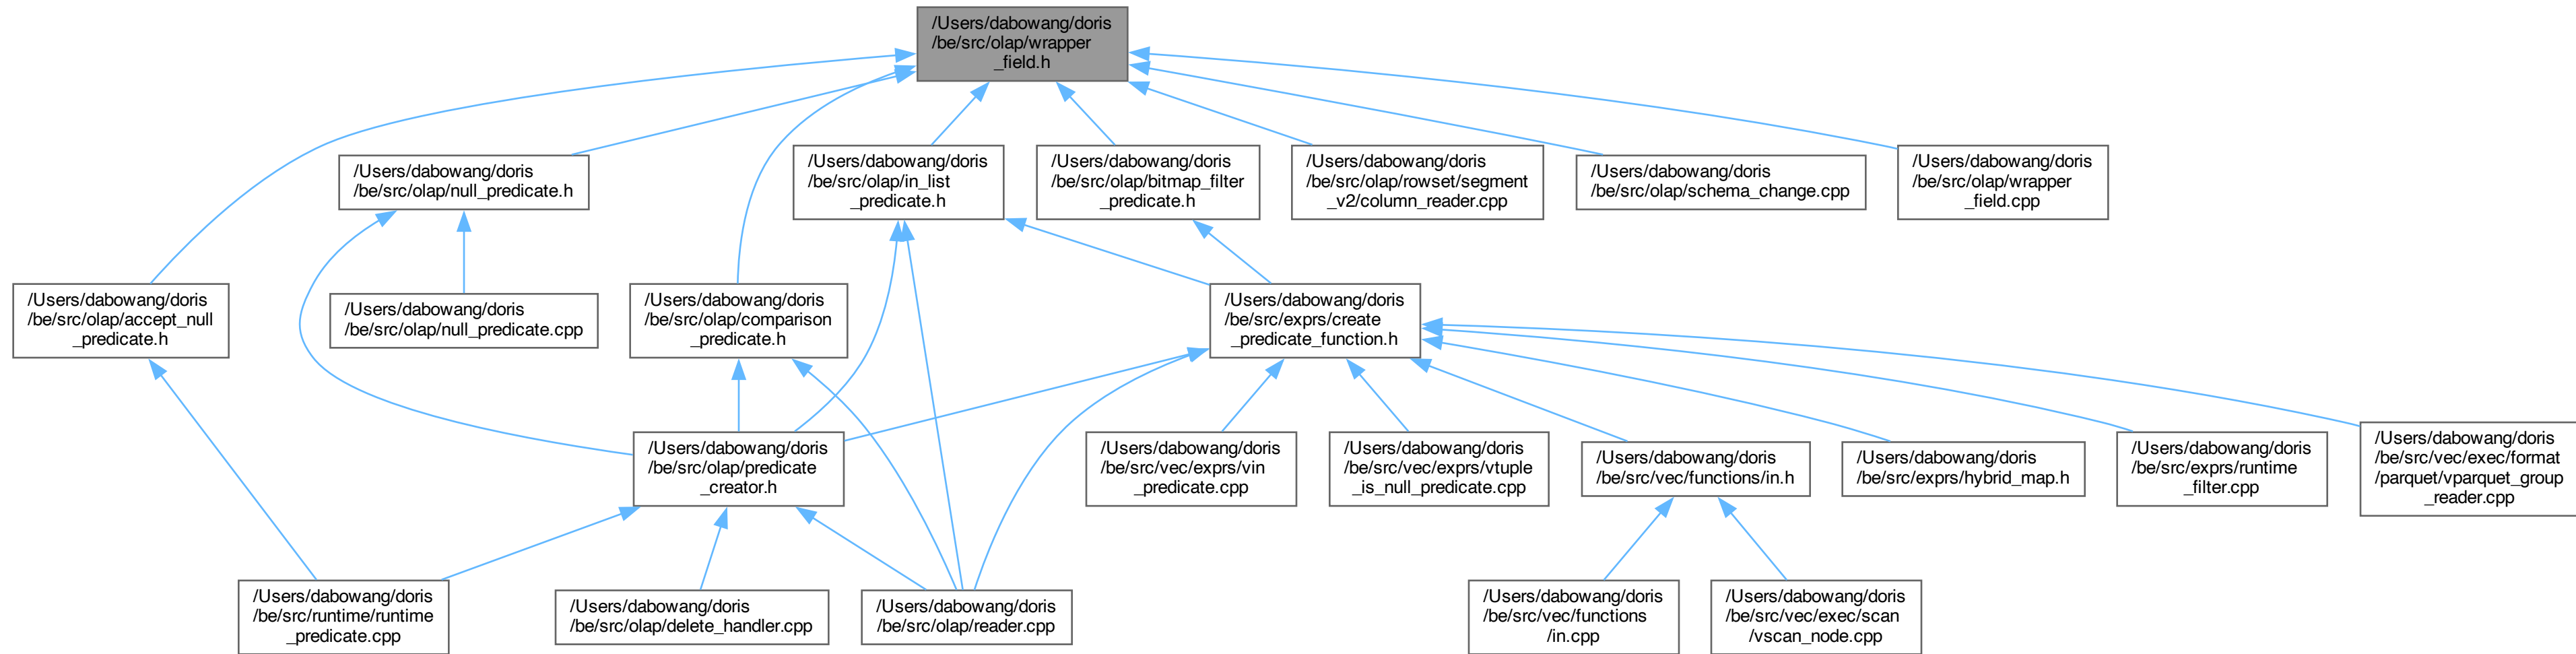 /Users/dabowang/doris
/be/src/olap/wrapper
_field.h
/Users/dabowang/doris
/be/src/olap/null_predicate.h
/Users/dabowang/doris
/be/src/olap/in_list
_predicate.h
/Users/dabowang/doris
/be/src/olap/bitmap_filter
_predicate.h
/Users/dabowang/doris
/be/src/olap/rowset/segment
_v2/column_reader.cpp
/Users/dabowang/doris
/be/src/olap/schema_change.cpp
/Users/dabowang/doris
/be/src/olap/wrapper
_field.cpp
/Users/dabowang/doris
/be/src/olap/accept_null
_predicate.h
/Users/dabowang/doris
/be/src/olap/null_predicate.cpp
/Users/dabowang/doris
/be/src/olap/comparison
_predicate.h
/Users/dabowang/doris
/be/src/exprs/create
_predicate_function.h
/Users/dabowang/doris
/be/src/olap/predicate
_creator.h
/Users/dabowang/doris
/be/src/vec/exprs/vin
_predicate.cpp
/Users/dabowang/doris
/be/src/vec/exprs/vtuple
_is_null_predicate.cpp
/Users/dabowang/doris
/be/src/vec/functions/in.h
/Users/dabowang/doris
/be/src/exprs/hybrid_map.h
/Users/dabowang/doris
/be/src/exprs/runtime
_filter.cpp
/Users/dabowang/doris
/be/src/vec/exec/format
/parquet/vparquet_group
_reader.cpp
/Users/dabowang/doris
/be/src/runtime/runtime
_predicate.cpp
/Users/dabowang/doris
/be/src/olap/delete_handler.cpp
/Users/dabowang/doris
/be/src/olap/reader.cpp
/Users/dabowang/doris
/be/src/vec/functions
/in.cpp
/Users/dabowang/doris
/be/src/vec/exec/scan
/vscan_node.cpp